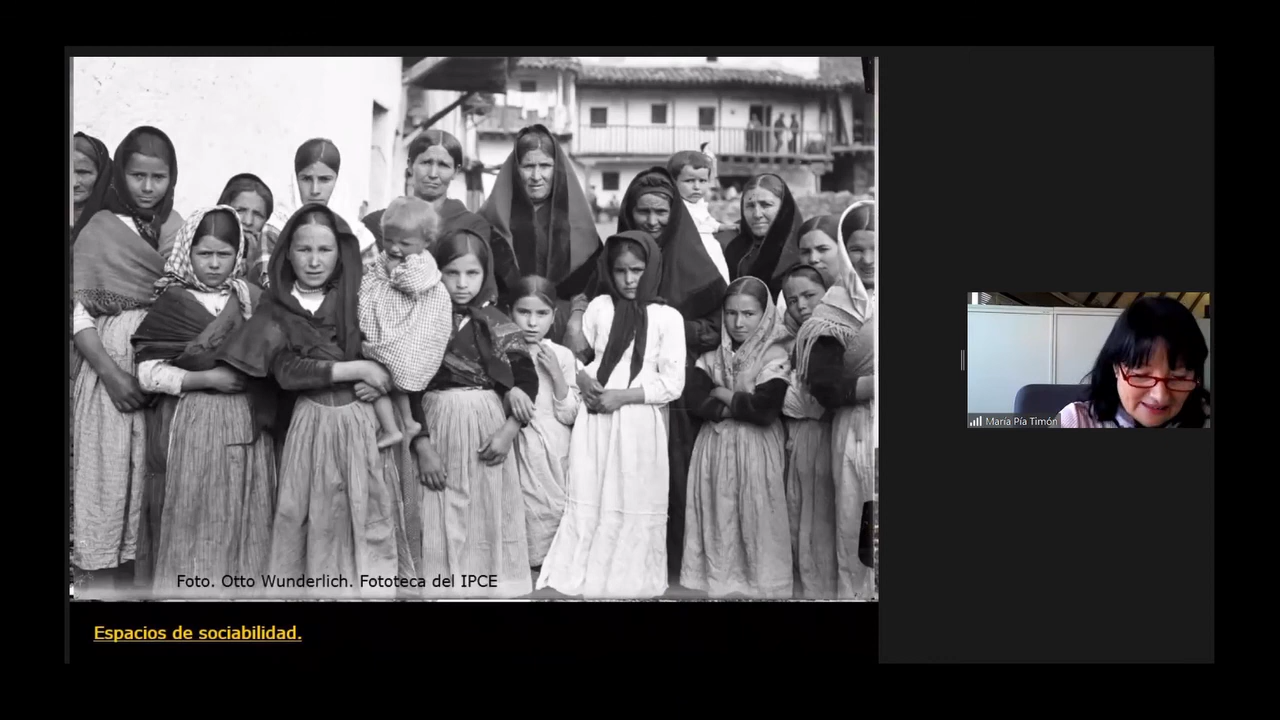 Foto. Otto Wunderlich. Fototeca del IPCE
Espacios de sociabilidad.
María Pía Timón